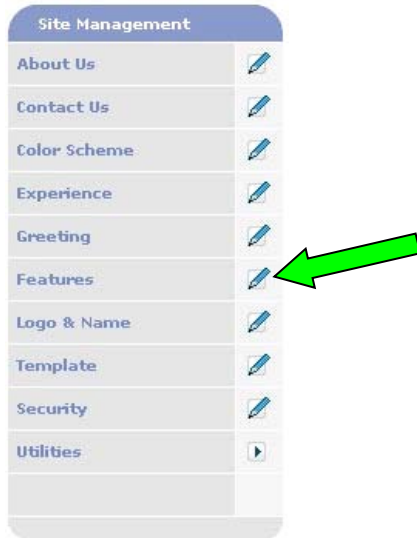 Site Management
About Us
Contact Us
Color Scheme
Experience
Greeting
Features
Logo & Name
Template
Security
Utilities